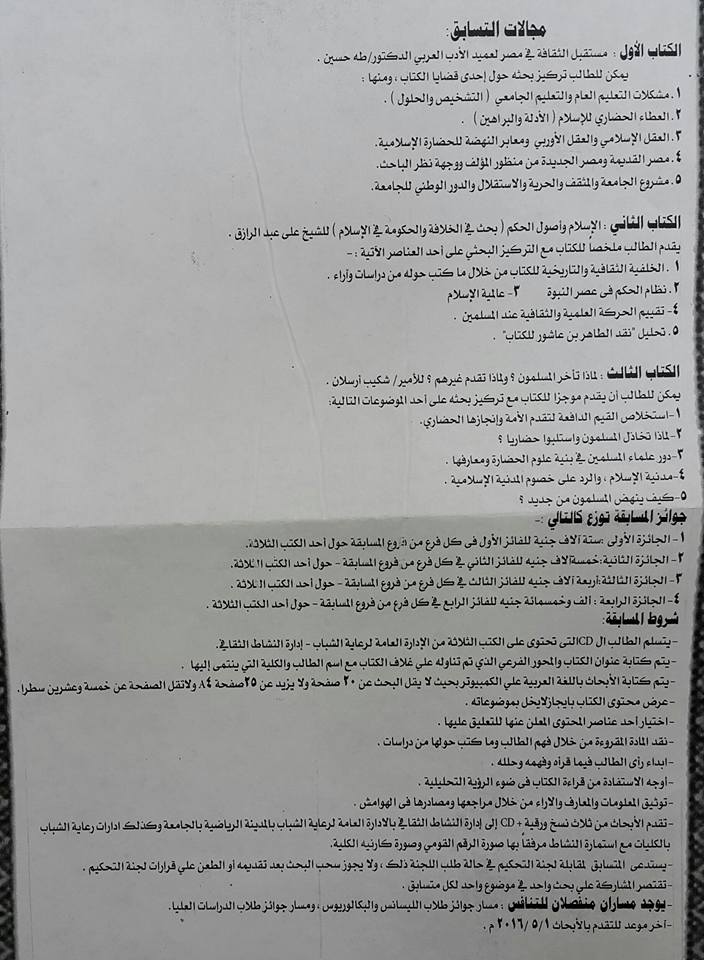 مجالات التسابق:
الكتاب الأول : مستقبل الثقافة في مصر لعميد الأدب العربي الدكتور/طه حسين .
يمكن للطالب تركيز بحثه حول إحدى قضايا الكتاب ، ومنها :
١. مشكلات التعليم العام والتعليم الجامعي ( التشخيص والحلول ) .
٢. العطاء الحضاري للإسلام ( الأدلة والبراهين ) .
٣. العقل الإسلامي والعقل الأوربي ومعابر النهضة للحضارة الإسلامية.
٤. مصر القديمة ومصر الجديدة من منظور المؤلف ووجهة نظر الباحث.
٥. مشروع الجامعة والمثقف والحرية والاستقلال والدور الوطني للجامعة.
الكتاب الثاني : الإسلام وأصول الحكم ( بحث في الخلافة والحكومة في الإسلام ) للشيخ على عبد الرازق .
يقدم الطالب ملخصاً للكتاب مع التركيز البحثي على أحد العناصر الآتية :-
١ . الخلفية الثقافية والتاريخية للكتاب من خلال ما كتب حوله من دراسات وآراء .
٢. نظام الحكم فى عصر النبوة ٣- عالمية الإسلام
٤- تقييم الحركة العلمية والثقافية عند المسلمين .
٥. تحليل "نقد الطاهر بن عاشور للكتاب" .
الكتاب الثالث : لماذا تأخر المسلمون ؟ ولماذا تقدم غيرهم ؟ للأمير/ شكيب أرسلان .
يمكن للطالب أن يقدم موجزا للكتاب مع تركيز بحثه على أحد الموضوعات التالية:
١-استخلاص القيم الدافعة لتقدم الأمة وإنجازها الحضاري.
٢-لماذا تخاذل المسلمون واستلبوا حضاريا ؟
٣-دور علماء المسلمين في بنية علوم الحضارة ومعارفها .
٤-مدنية الإسلام ، والرد على خصوم المدنية الإسلامية .
٥-كيف ينهض المسلمون من جديد ؟
جوائز المسابقة توزع كالتالي :-
١- الجائزة الأولى :ستة آلاف جنية للفائز الأول فى كل فرع من فروع المسابقة حول أحد الكتب الثلاثة.
٢- الجائزة الثانية:خمسة آلاف جنيه للفائز الثاني في كل فرع من فروع المسابقة – حول أحد الكتب الثلاثة.
٣- الجائزة الثالثة:أربعة آلاف جنيه للفائز الثالث في كل فرع من فروع المسابقة – حول أحد الكتب الثلاثة .
٤- الجائزة الرابعة : ألف وخمسمائة جنيه للفائز الرابع في كل فرع من فروع المسابقة – حول أحد الكتب الثلاثة .
شروط المسابقة:
-يتسلم الطالب ال CDالتى تحتوى على الكتب الثلاثة من الإدارة العامة لرعاية الشباب – إدارة النشاط الثقافي.
-يتم كتابة عنوان الكتاب والمحور الفرعي الذي تم تناوله علي غلاف الكتاب مع اسم الطالب والكلية التي ينتمى إليها .
-يتم كتابة الأبحاث باللغة العربية علي الكمبيوتر بحيث لا يقل البحث عن ٢٠ صفحة ولا يزيد عن ٢٥صفحة A٤ ولاتقل الصفحة عن خمسة وعشرين سطرا.
-عرض محتوى الكتاب بايجازلايخل بموضوعاته .
-اختيار أحد عناصر المحتوى المعلن عنها للتعليق عليها .
-نقد المادة المقروءة من خلال فهم الطالب وما كتب حولها من دراسات .
-ابداء رأى الطالب فيما قرأه وفهمه وحلله .
-أوجه الاستفادة من قراءة الكتاب فى ضوء الرؤية التحليلية .
-توثيق المعلومات والمعارف والاراء من خلال مراجعها ومصادرها فى الهوامش .
-تقدم الأبحاث من ثلاث نسخ ورقية + CD إلى إدارة النشاط الثقافي بالادارة العامة لرعاية الشباب بالمدينة الرياضية بالجامعة وكذلك ادارات رعاية الشباب
بالكليات مع استمارة النشاط مرفقاً بها صورة الرقم القومي وصورة كارنيه الكلية.
-يستدعى المتسابق لمقابلة لجنة التحكيم في حالة طلب اللجنة ذلك ، ولا يجوز سحب البحث بعد تقديمه أو الطعن علي قرارات لجنة التحكيم .
-تقتصر المشاركة علي بحث واحد في موضوع واحد لكل متسابق .
-يوجد مساران منفصلان للتنافس : مسار جوائز طلاب الليسانس والبكالوريوس ، ومسار جوائز طلاب الدراسات العليا.
-آخر موعد للتقدم بالأبحاث ٢٠١٦/٥/١ م .